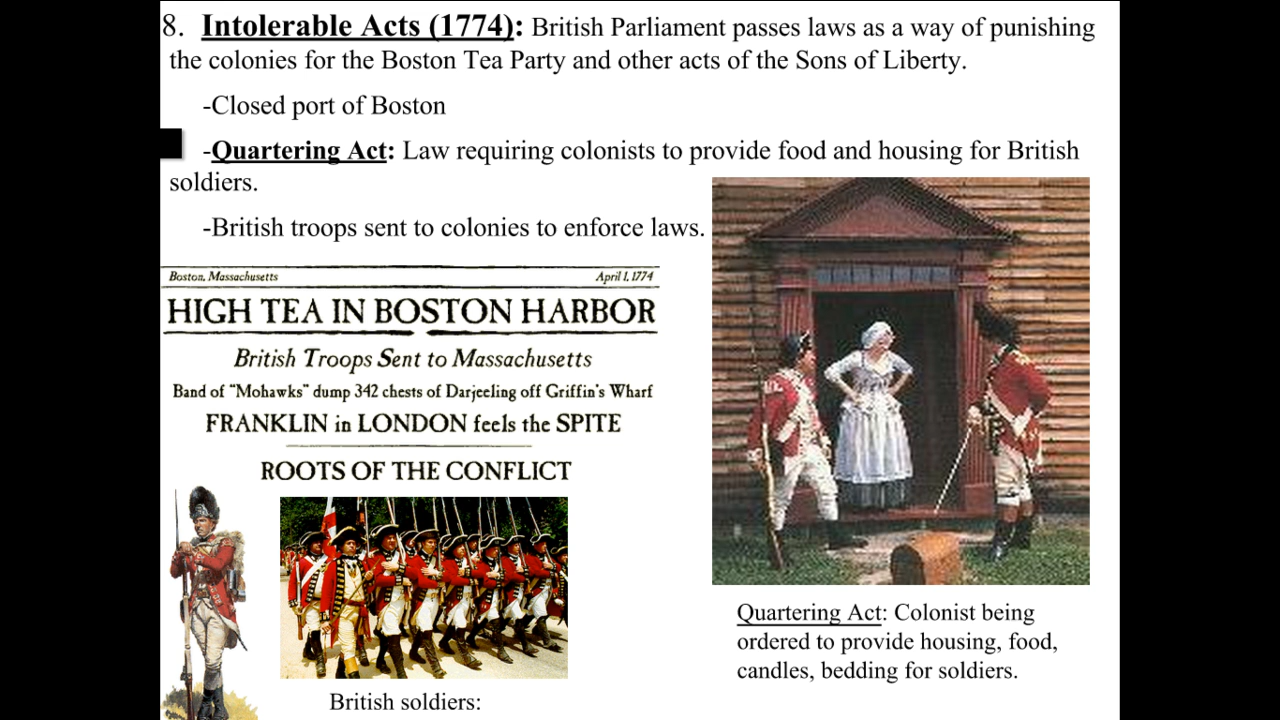 8. Intolerable Acts (1774): British Parliament passes laws as a way of punishing
the colonies for the Boston Tea Party and other acts of the Sons of Liberty.
-Closed port of Boston
-Quartering Act: Law requiring colonists to provide food and housing for British
soldiers.
-British troops sent to colonies to enforce laws.
Boston, Massachusetts April 1, 1774
HIGH TEA IN BOSTON HARBOR
British Troops Sent to Massachusetts
Band of "Mohawks" dump 342 chests of Darjeeling off Griffin's Wharf
FRANKLIN in LONDON feels the SPITE
ROOTS OF THE CONFLICT
British soldiers:
Quartering Act: Colonist being
ordered to provide housing, food,
candles, bedding for soldiers.